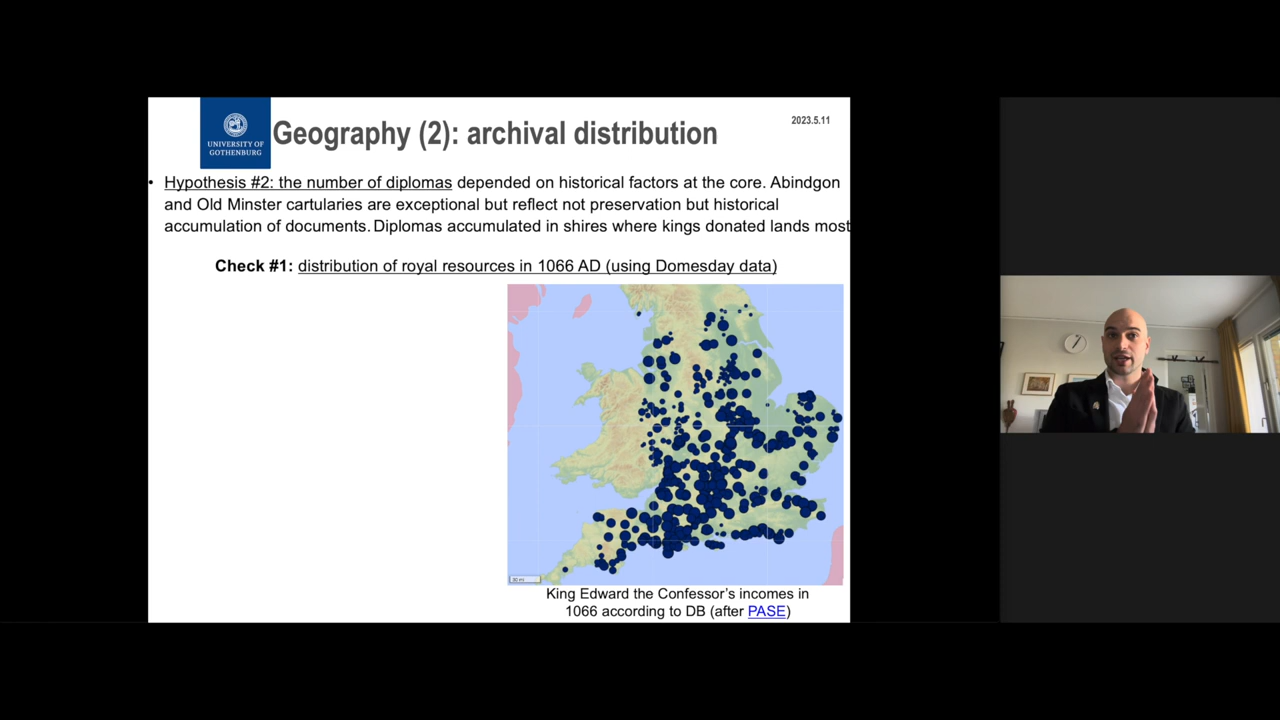 UNIVERSITY OF
GOTHENBURG
Geography (2): archival distribution
2023.5.11
• Hypothesis #2: the number of diplomas depended on historical factors at the core. Abindgon
and Old Minster cartularies are exceptional but reflect not preservation but historical
accumulation of documents. Diplomas accumulated in shires where kings donated lands most
Check #1: distribution of royal resources in 1066 AD (using Domesday data)
King Edward the Confessor's incomes in
1066 according to DB (after PASE)